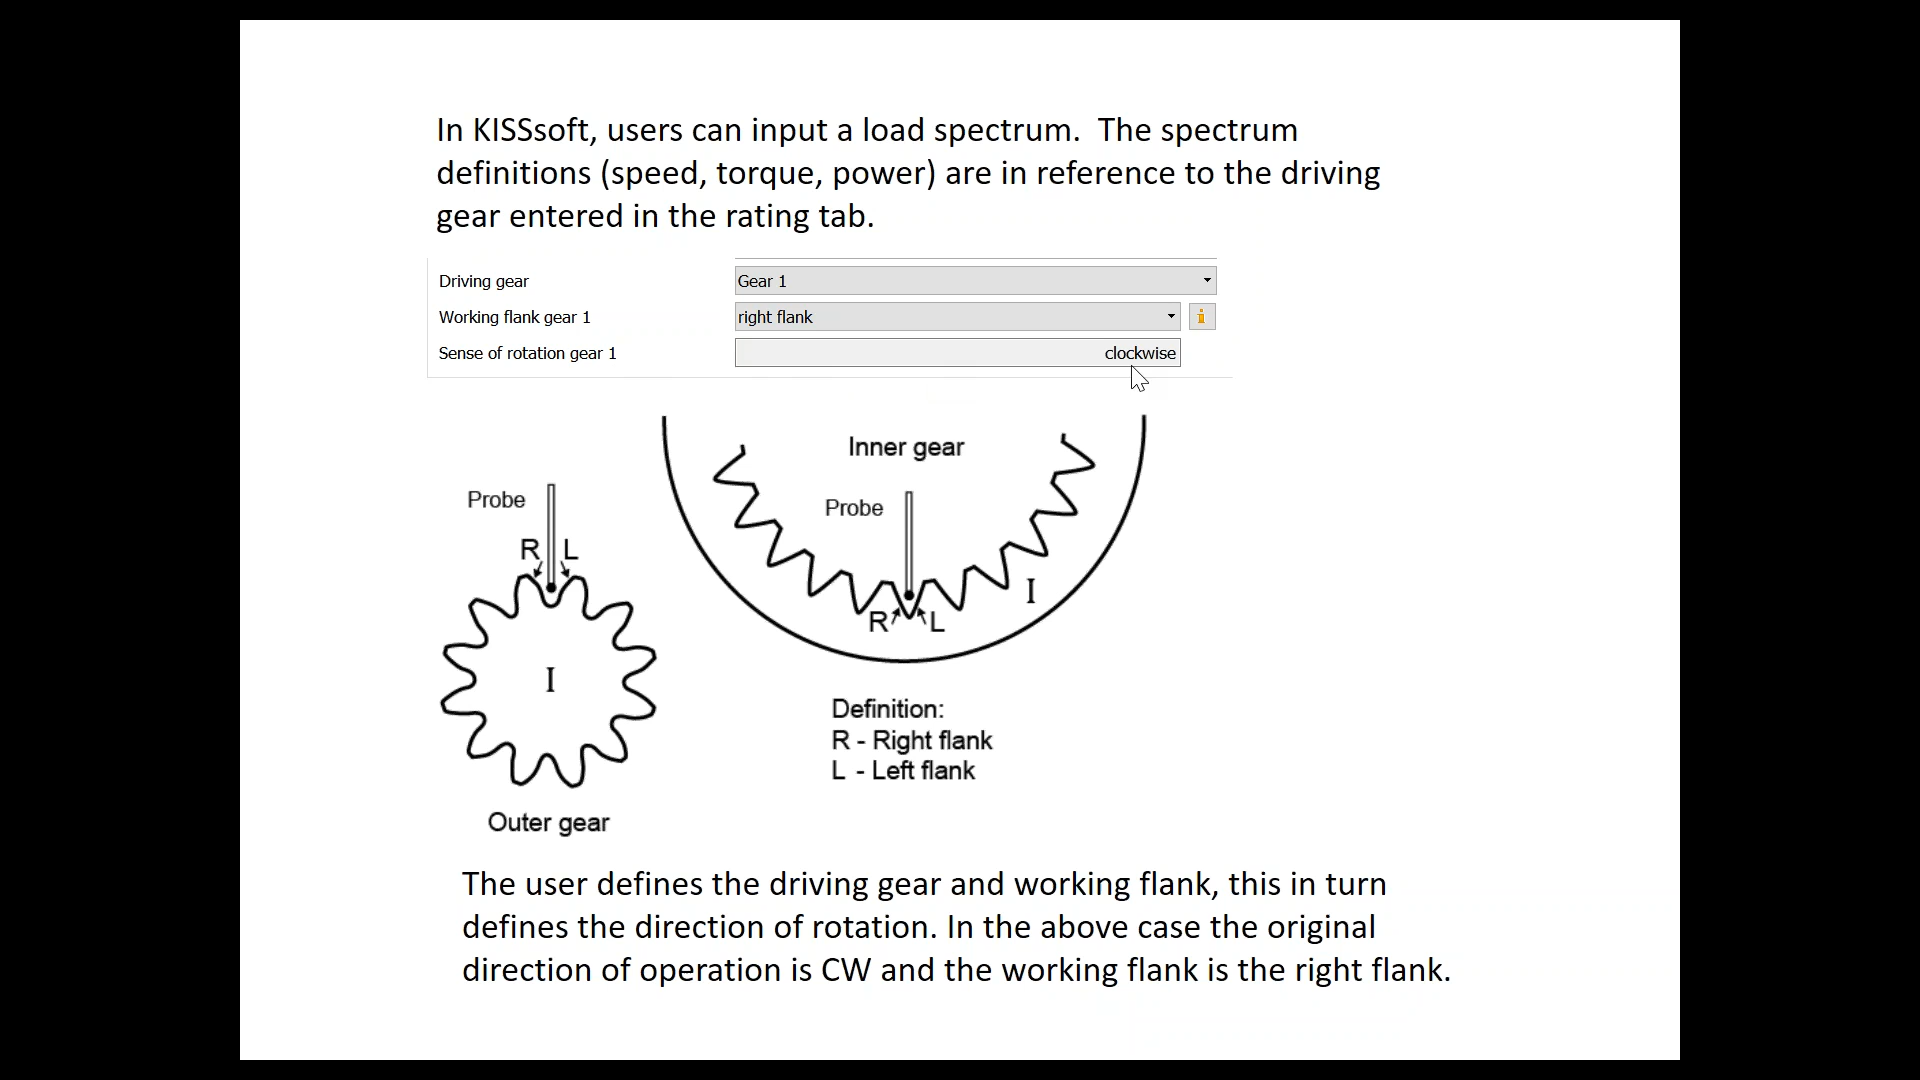 In KISSsoft, users can input a load spectrum.  The spectrum
definitions (speed, torque, power) are in reference to the driving
gear entered in the rating tab.
Driving gear Gear 1
Working flank gear 1 right flank i
Sense of rotation gear 1 clockwise
Inner gear
Probe
Probe
R L
I
R L
I
Definition:
R - Right flank
L - Left flank
Outer gear
The user defines the driving gear and working flank, this in turn
defines the direction of rotation. In the above case the original
direction of operation is CW and the working flank is the right flank.